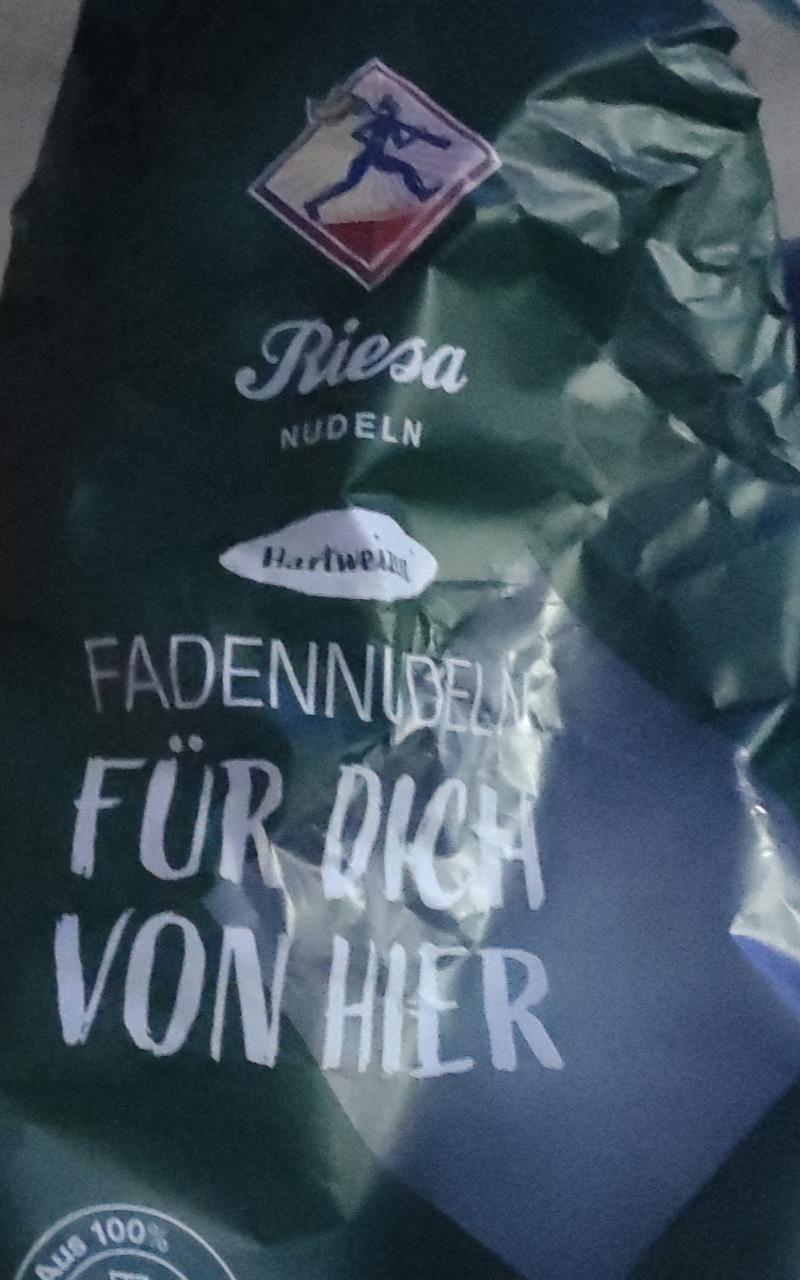 Riesa
NUDELN
Hartweizen
FADENNUDELN
FÜR DICH
VON HIER
Aus 100%